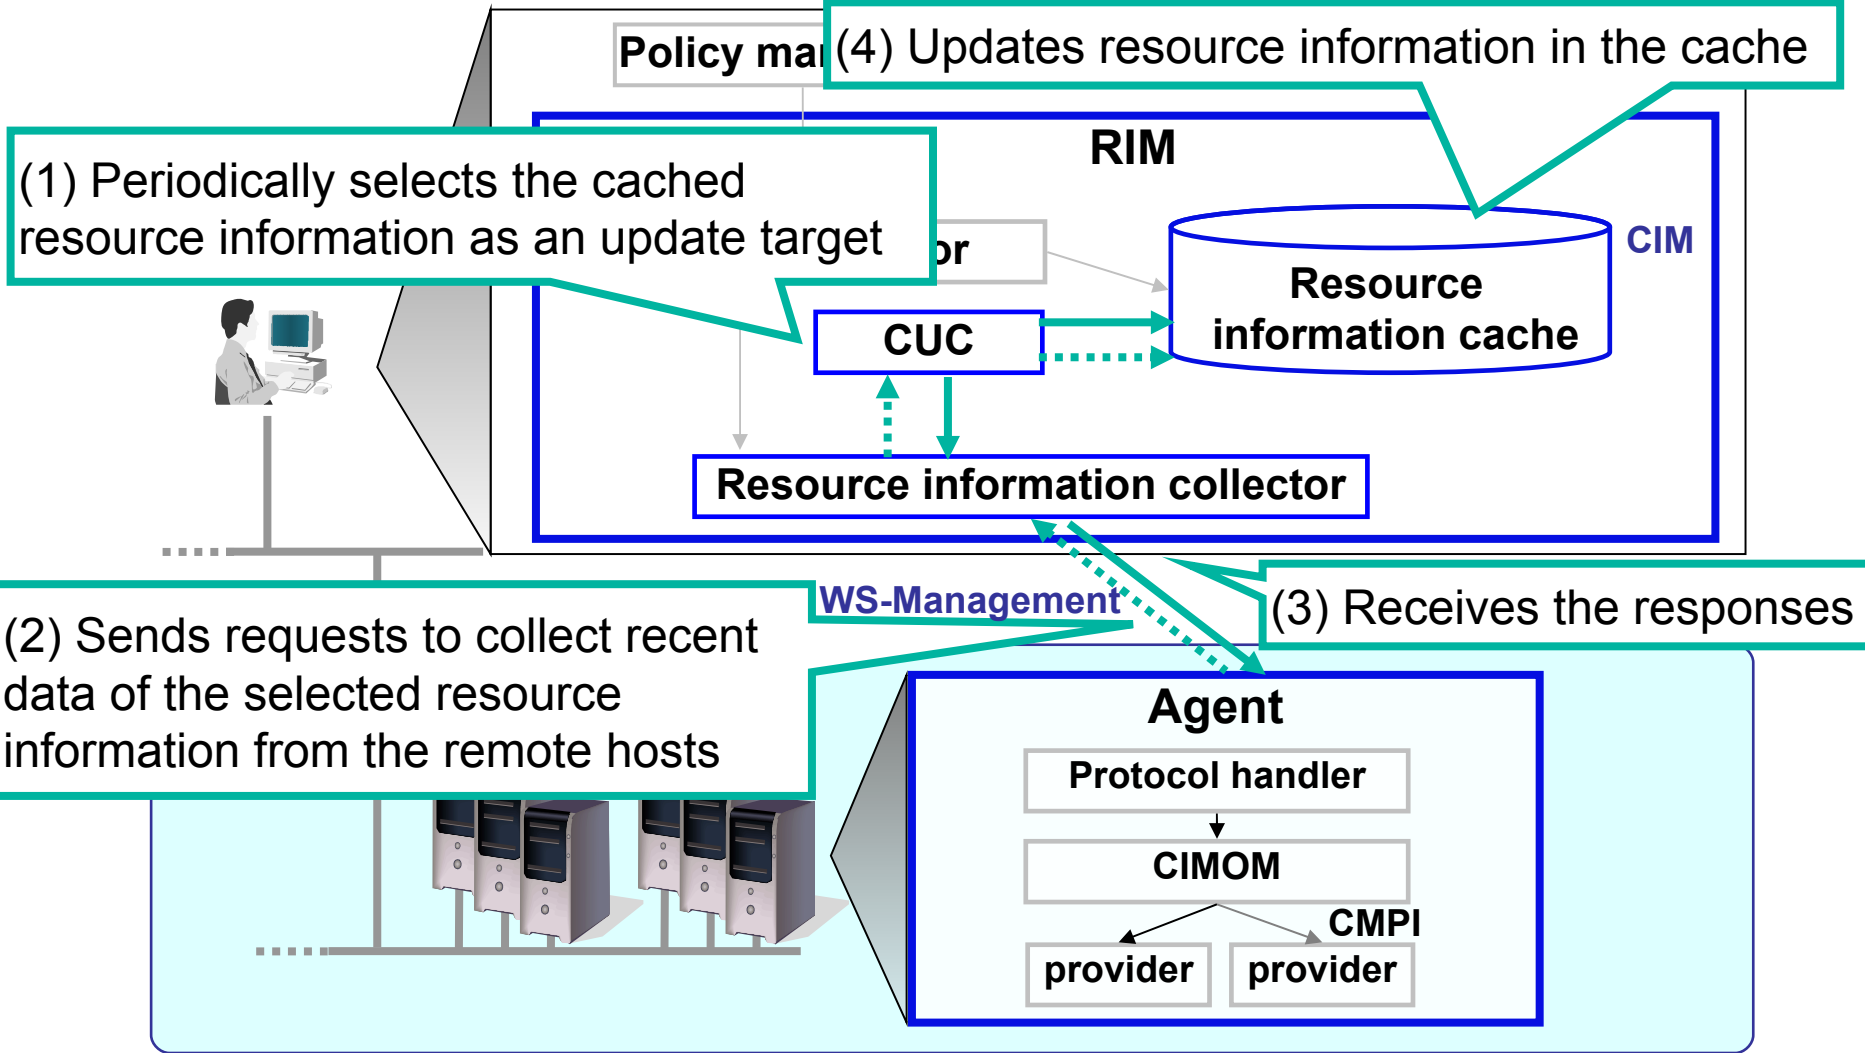 Policy
(4) Updates resource information in the cache
RIM
(1) Periodically selects the cached
resource information as an update target
CIM
Resource
information cache
CUC
Resource information collector
WS-Management
(3) Receives the responses
(2) Sends requests to collect recent
data of the selected resource
information from the remote hosts
Agent
Protocol handler
CIMOM
CMPI
provider
provider